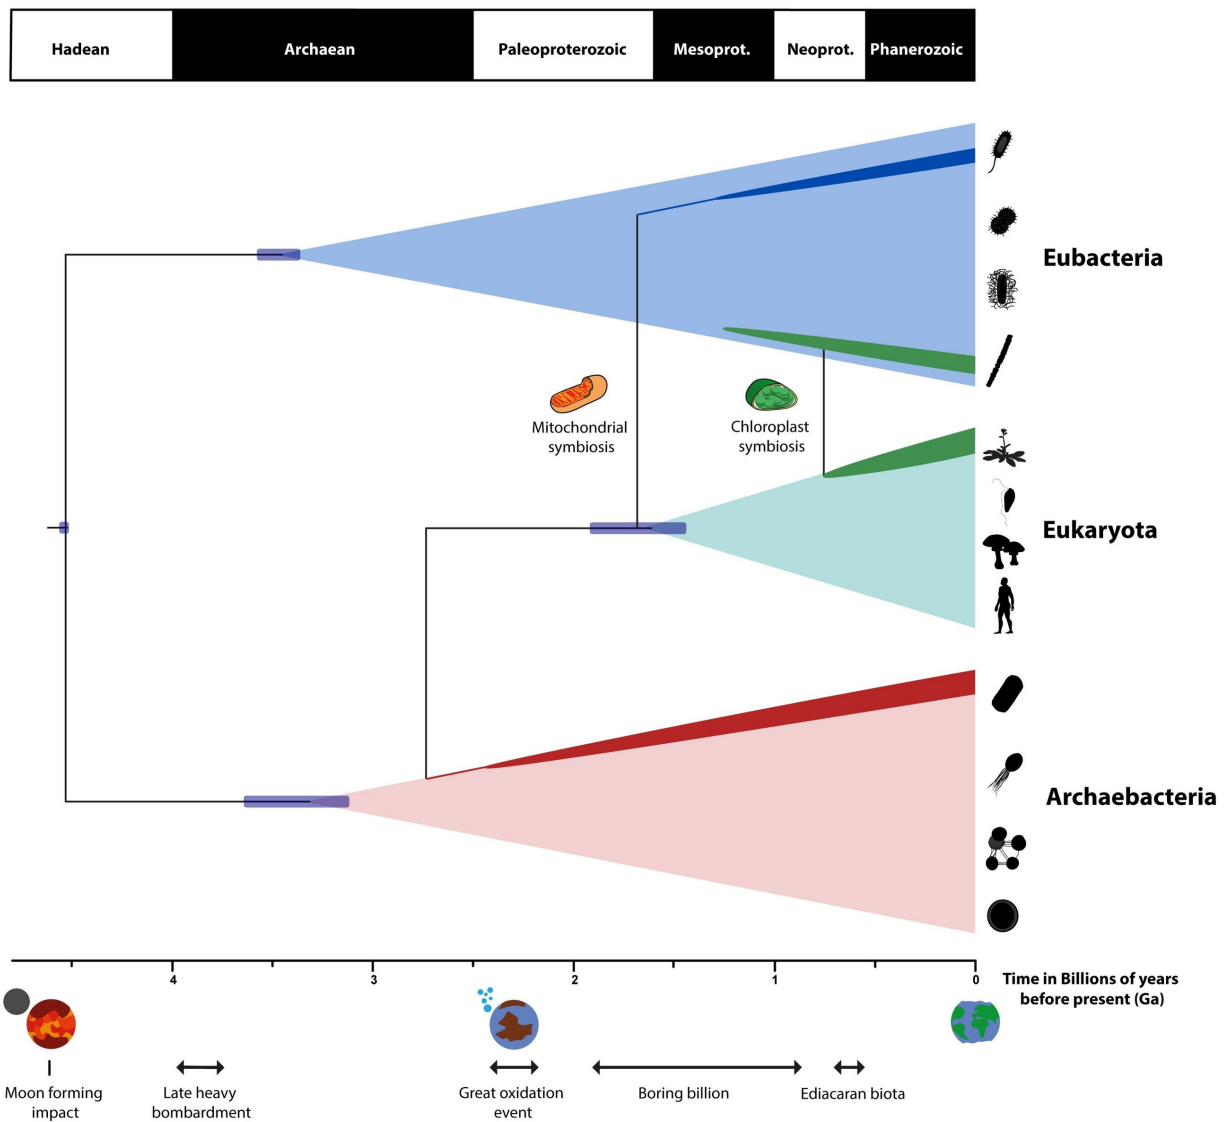 Hadean
Archaean
Paleoproterozoic
Mesoprot.
Neoprot.
Phanerozoic
Eubacteria
Mitochondrial
symbiosis
Chloroplast
symbiosis
Eukaryota
Archaebacteria
4
3
2
1
0
Time in Billions of years
before present (Ga)
Moon forming
impact
Late heavy
bombardment
Great oxidation
event
Boring billion
Ediacaran biota